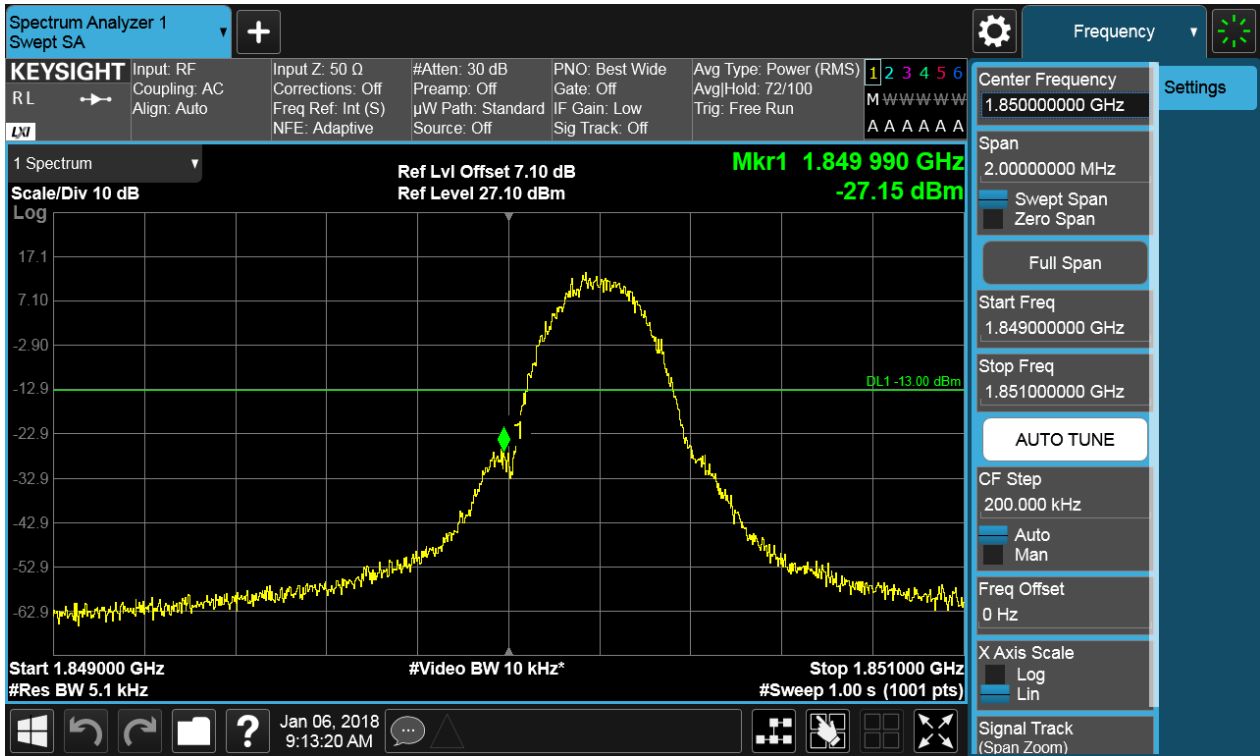 Spectrum Analyzer 1
Swept SA
Frequency
KEYSIGHT
R L
LXI
Input: RF
Coupling: AC
Align: Auto
Input Z: 50 Ω
Corrections: Off
Freq Ref: Int (S)
NFE: Adaptive
#Atten: 30 dB
Preamp: Off
µW Path: Standard
Source: Off
PNO: Best Wide
Gate: Off
IF Gain: Low
Sig Track: Off
Avg Type: Power (RMS)
Avg|Hold: 72/100
Trig: Free Run
1 2 3 4 5 6
M W W W W W
A A A A A A
1 Spectrum
Scale/Div 10 dB
Log
Ref Lvl Offset 7.10 dB
Ref Level 27.10 dBm
Mkr1 1.849 990 GHz
-27.15 dBm
17.1
7.10
-2.90
-12.9
-22.9
-32.9
-42.9
-52.9
-62.9
DL1 -13.00 dBm
1
Start 1.849000 GHz
#Res BW 5.1 kHz
#Video BW 10 kHz*
Stop 1.851000 GHz
#Sweep 1.00 s (1001 pts)
Center Frequency
1.850000000 GHz
Span
2.00000000 MHz
Swept Span
Zero Span
Full Span
Start Freq
1.849000000 GHz
Stop Freq
1.851000000 GHz
AUTO TUNE
CF Step
200.000 kHz
Auto
Man
Freq Offset
0 Hz
X Axis Scale
Log
Lin
Signal Track
(Span Zoom)
Settings
?
Jan 06, 2018
9:13:20 AM